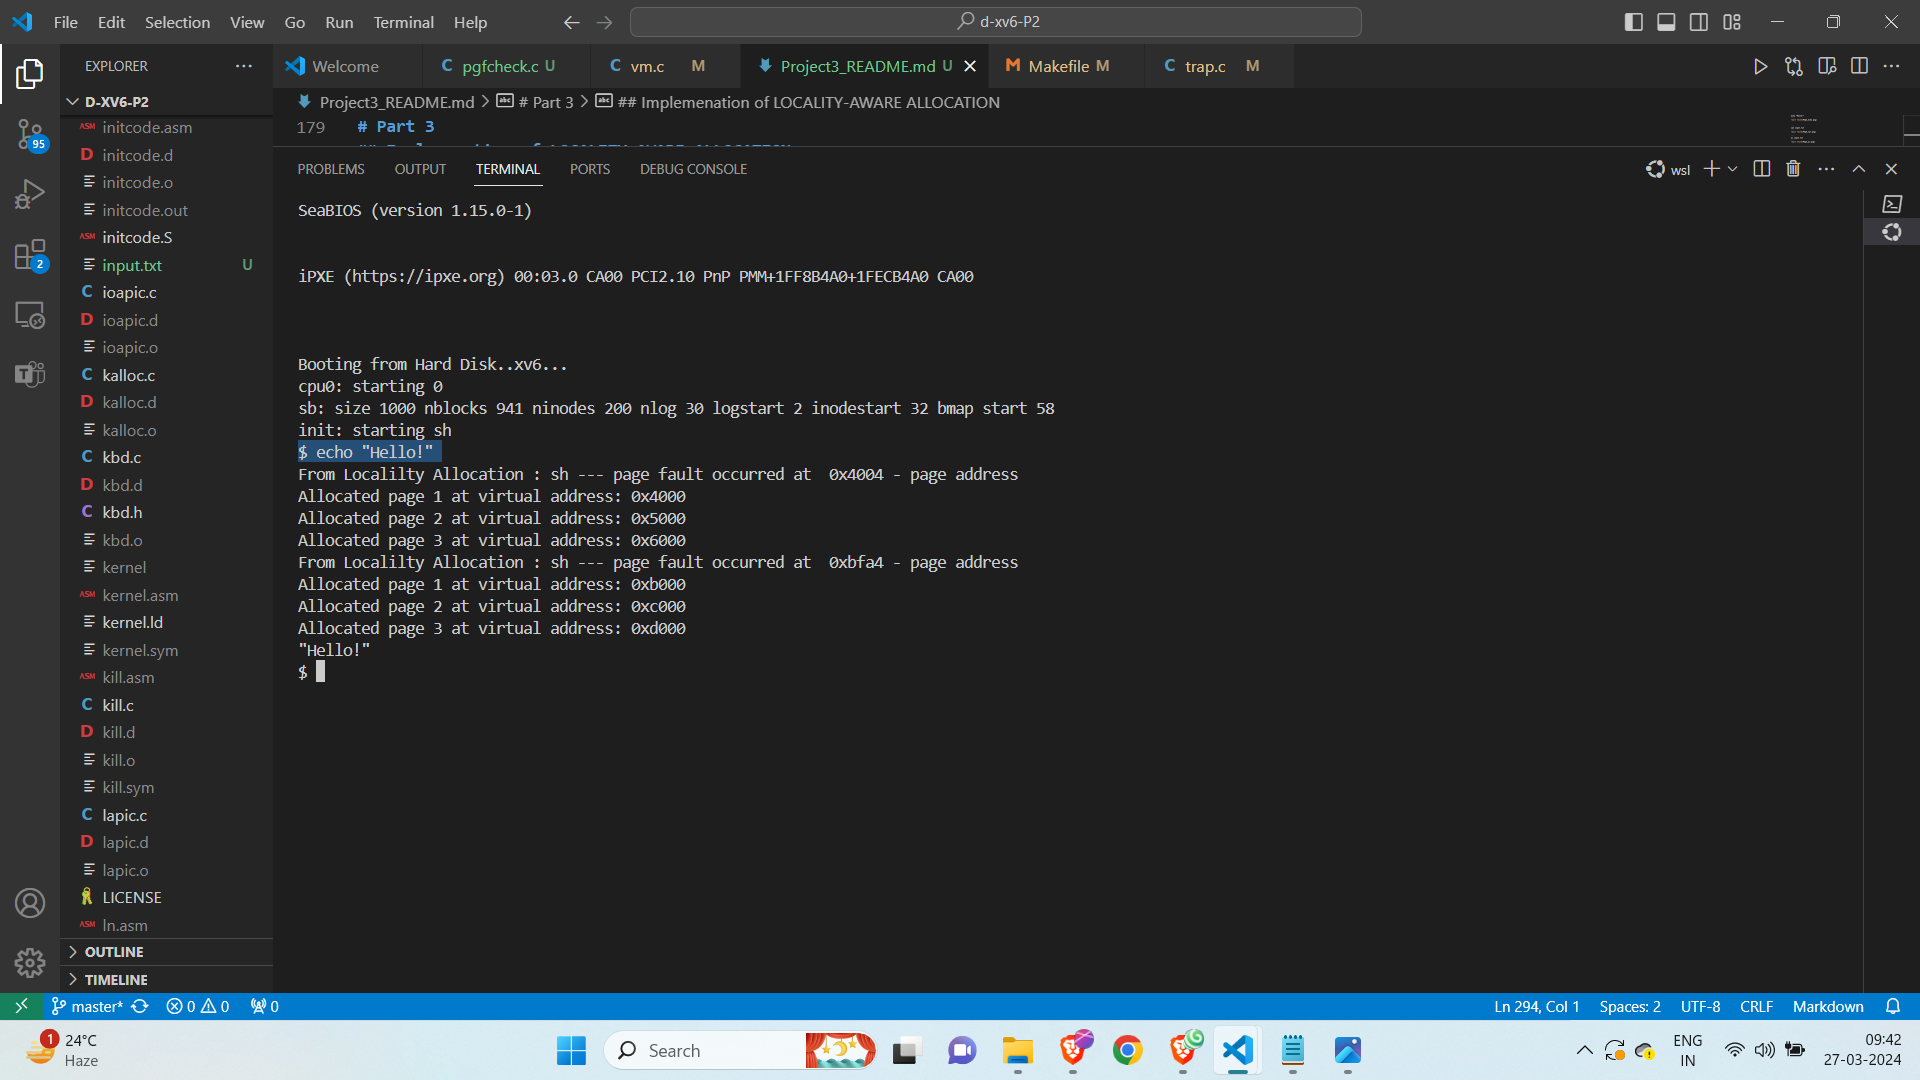 File Edit Selection View Go Run Terminal Help
d-xv6-P2
EXPLORER
Welcome
pgfcheck.c U
vm.c M
Project3_README.md U
Makefile M
trap.c M
D-XV6-P2
Project3_README.md > # Part 3 > ## Implemenation of LOCALITY-AWARE ALLOCATION
179 # Part 3
initcode.asm
initcode.d
initcode.o
initcode.out
initcode.S
input.txt U
ioapic.c
ioapic.d
ioapic.o
kalloc.c
kalloc.d
kalloc.o
kbd.c
kbd.d
kbd.h
kbd.o
kernel
kernel.asm
kernel.ld
kernel.sym
kill.asm
kill.c
kill.d
kill.o
kill.sym
lapic.c
lapic.d
lapic.o
LICENSE
ln.asm
OUTLINE
TIMELINE
95
2
PROBLEMS OUTPUT TERMINAL PORTS DEBUG CONSOLE
wsl
SeaBIOS (version 1.15.0-1)
iPXE (https://ipxe.org) 00:03.0 CA00 PCI2.10 PnP PMM+1FF8B4A0+1FECB4A0 CA00
Booting from Hard Disk..xv6...
cpu0: starting 0
sb: size 1000 nblocks 941 ninodes 200 nlog 30 logstart 2 inodestart 32 bmap start 58
init: starting sh
$ echo "Hello!"
From Localilty Allocation : sh --- page fault occurred at  0x4004 - page address
Allocated page 1 at virtual address: 0x4000
Allocated page 2 at virtual address: 0x5000
Allocated page 3 at virtual address: 0x6000
From Localilty Allocation : sh --- page fault occurred at  0xbfa4 - page address
Allocated page 1 at virtual address: 0xb000
Allocated page 2 at virtual address: 0xc000
Allocated page 3 at virtual address: 0xd000
"Hello!"
$
master* 0 0 0
Ln 294, Col 1 Spaces: 2 UTF-8 CRLF Markdown
1
24°C
Haze
Search
ENG
IN
09:42
27-03-2024